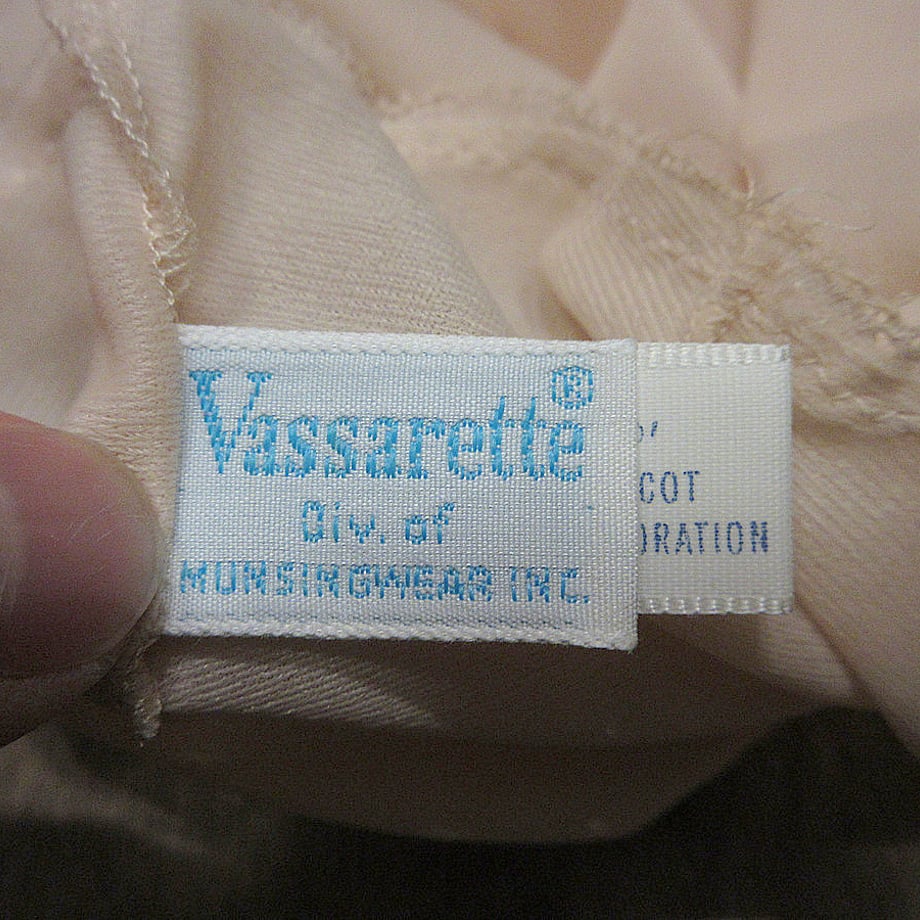 Vassarette®
Div. of
MUNSINGWEAR INC.
COT
ORATION